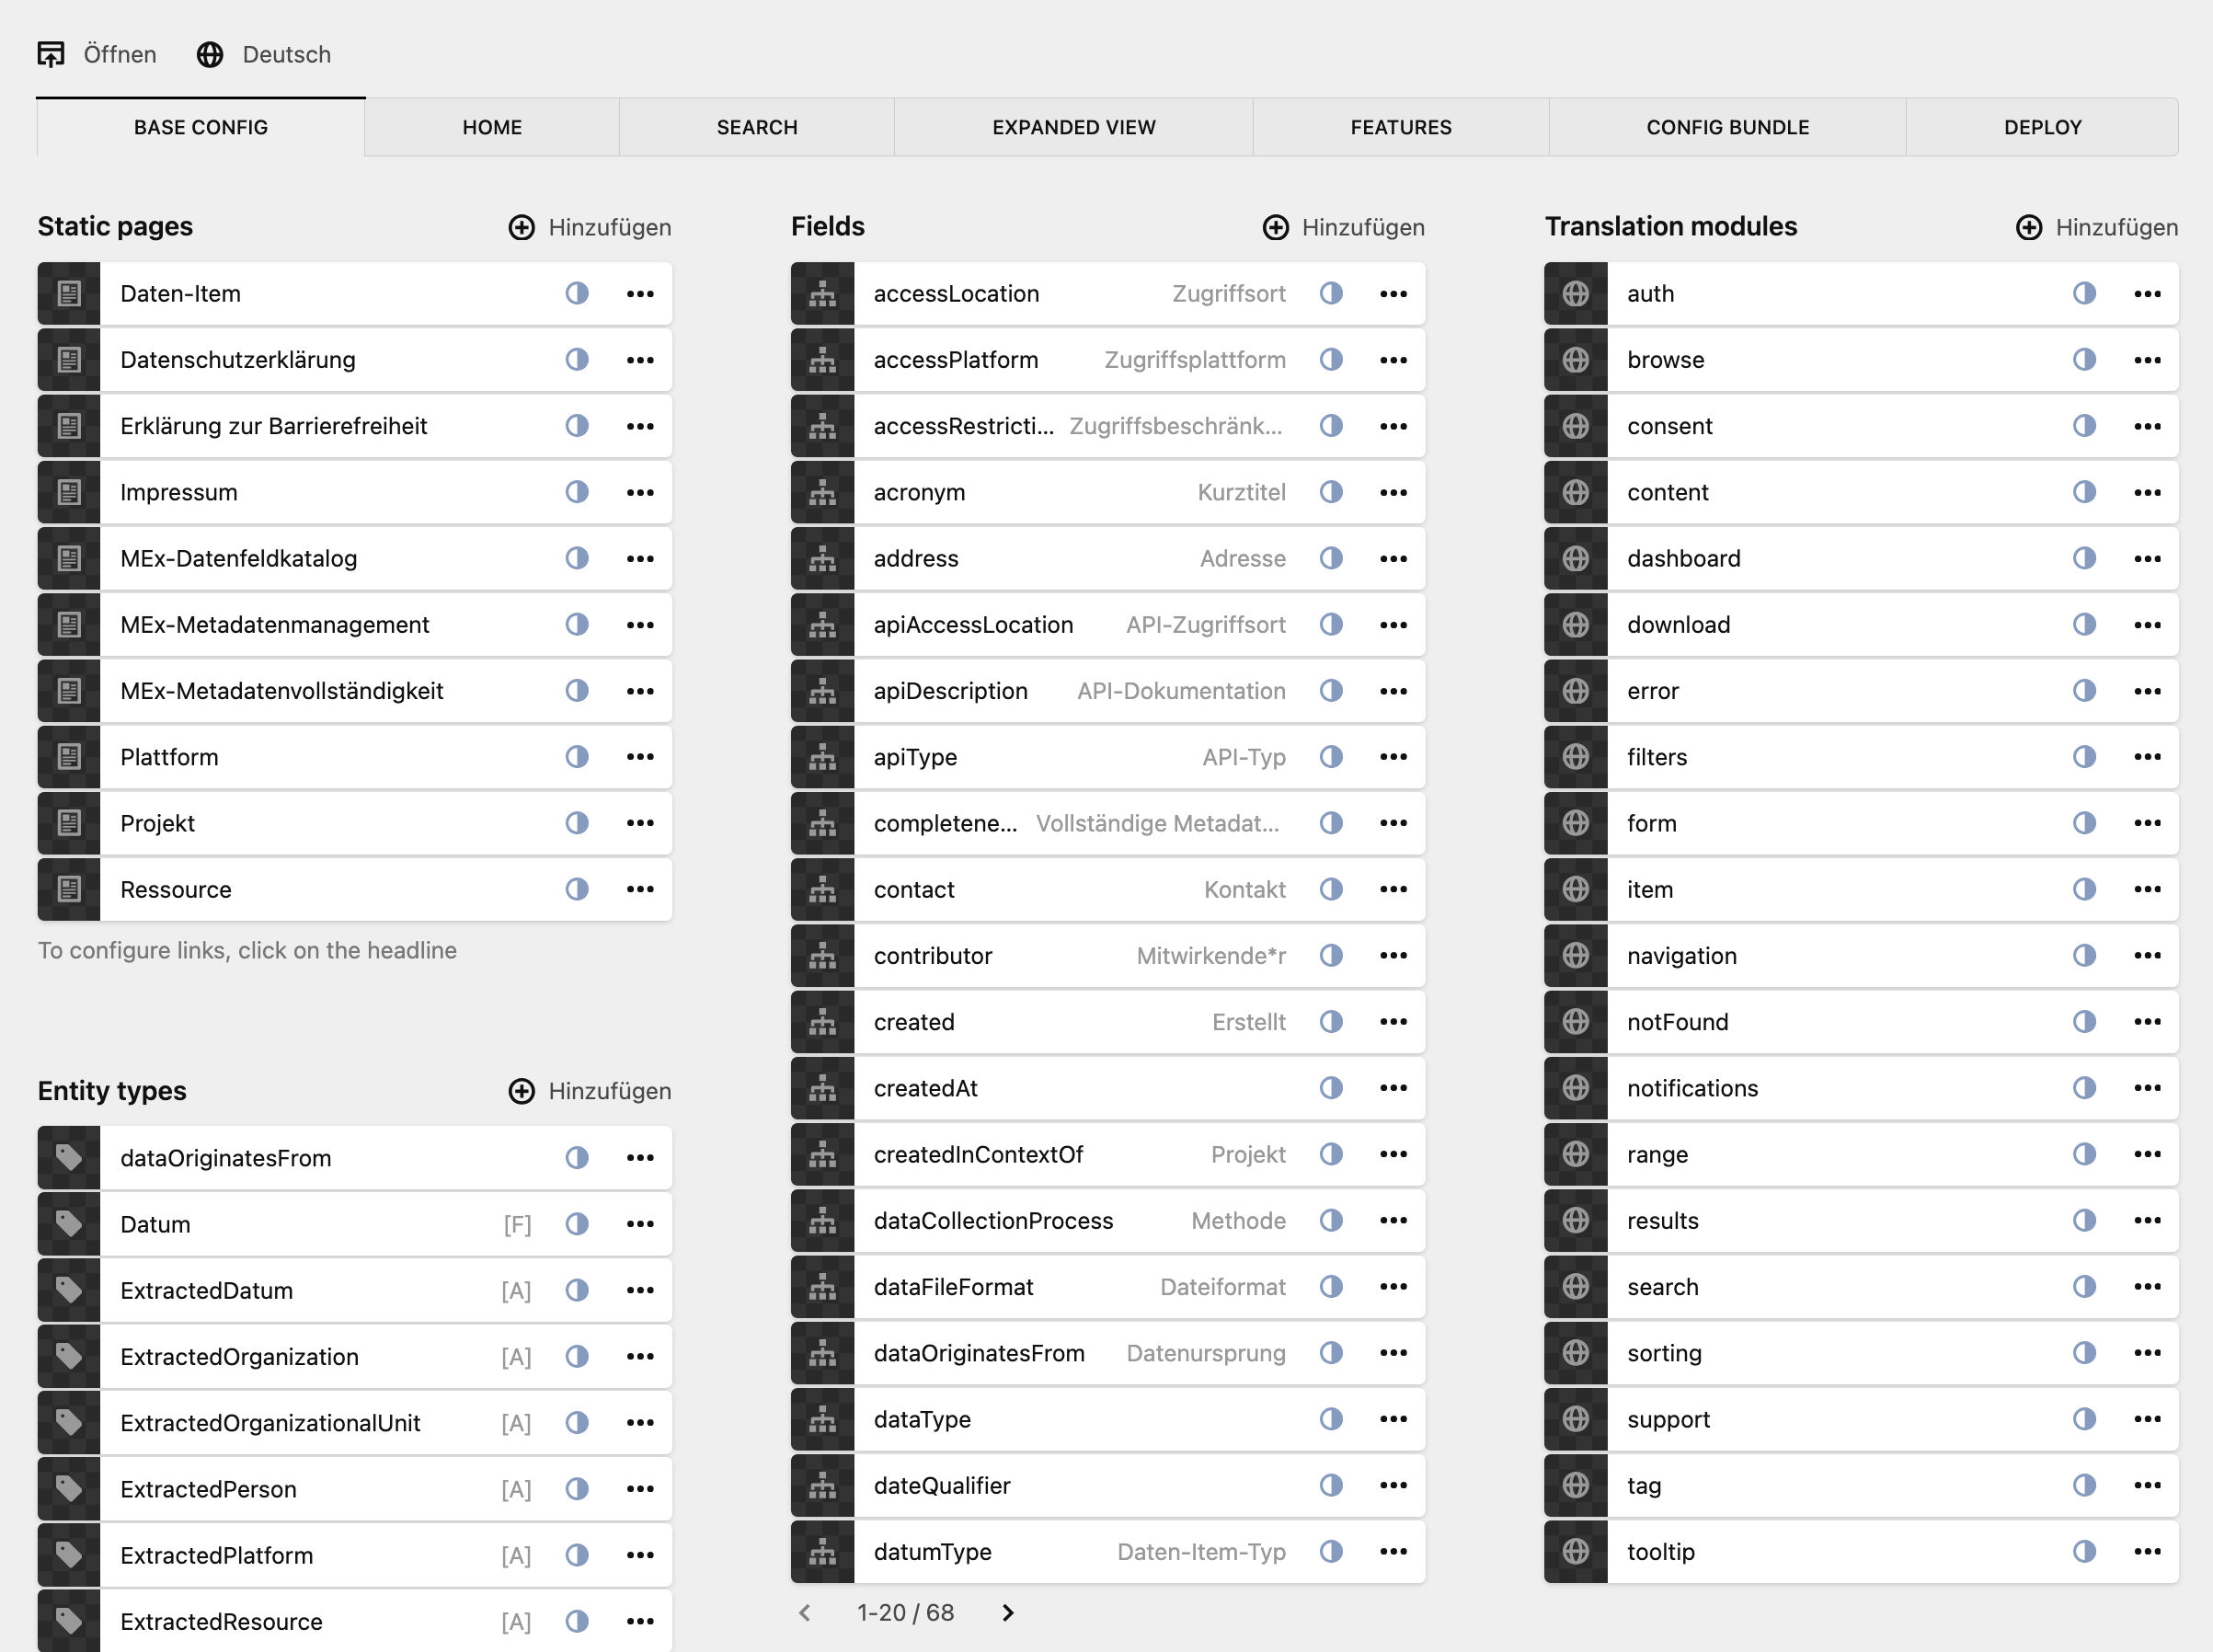 Öffnen Deutsch
BASE CONFIG HOME SEARCH EXPANDED VIEW FEATURES CONFIG BUNDLE DEPLOY
Static pages Hinzufügen
Daten-Item
Datenschutzerklärung
Erklärung zur Barrierefreiheit
Impressum
MEx-Datenfeldkatalog
MEx-Metadatenmanagement
MEx-Metadatenvollständigkeit
Plattform
Projekt
Ressource
To configure links, click on the headline
Entity types Hinzufügen
dataOriginatesFrom
Datum [F]
ExtractedDatum [A]
ExtractedOrganization [A]
ExtractedOrganizationalUnit [A]
ExtractedPerson [A]
ExtractedPlatform [A]
ExtractedResource [A]
Fields Hinzufügen
accessLocation Zugriffsort
accessPlatform Zugriffsplattform
accessRestricti... Zugriffsbeschränk...
acronym Kurztitel
address Adresse
apiAccessLocation API-Zugriffsort
apiDescription API-Dokumentation
apiType API-Typ
completene... Vollständige Metadat...
contact Kontakt
contributor Mitwirkende*r
created Erstellt
createdAt
createdInContextOf Projekt
dataCollectionProcess Methode
dataFileFormat Dateiformat
dataOriginatesFrom Datenursprung
dataType
dateQualifier
datumType Daten-Item-Typ
1-20 / 68
Translation modules Hinzufügen
auth
browse
consent
content
dashboard
download
error
filters
form
item
navigation
notFound
notifications
range
results
search
sorting
support
tag
tooltip